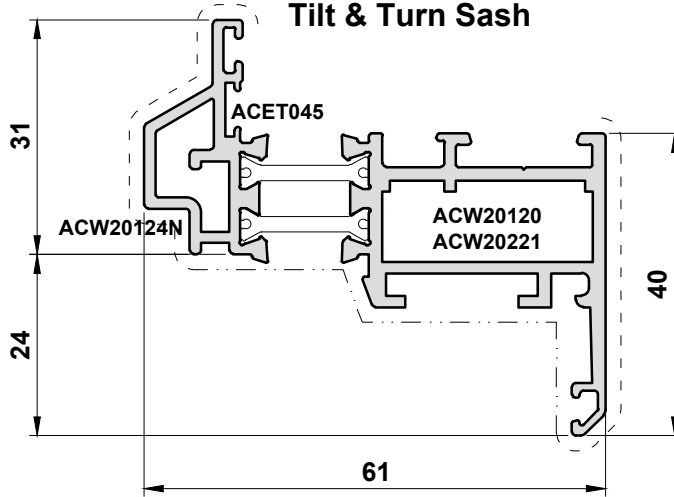 Tilt & Turn Sash
31
ACET045
ACW20124N
ACW20120
ACW20221
40
24
61